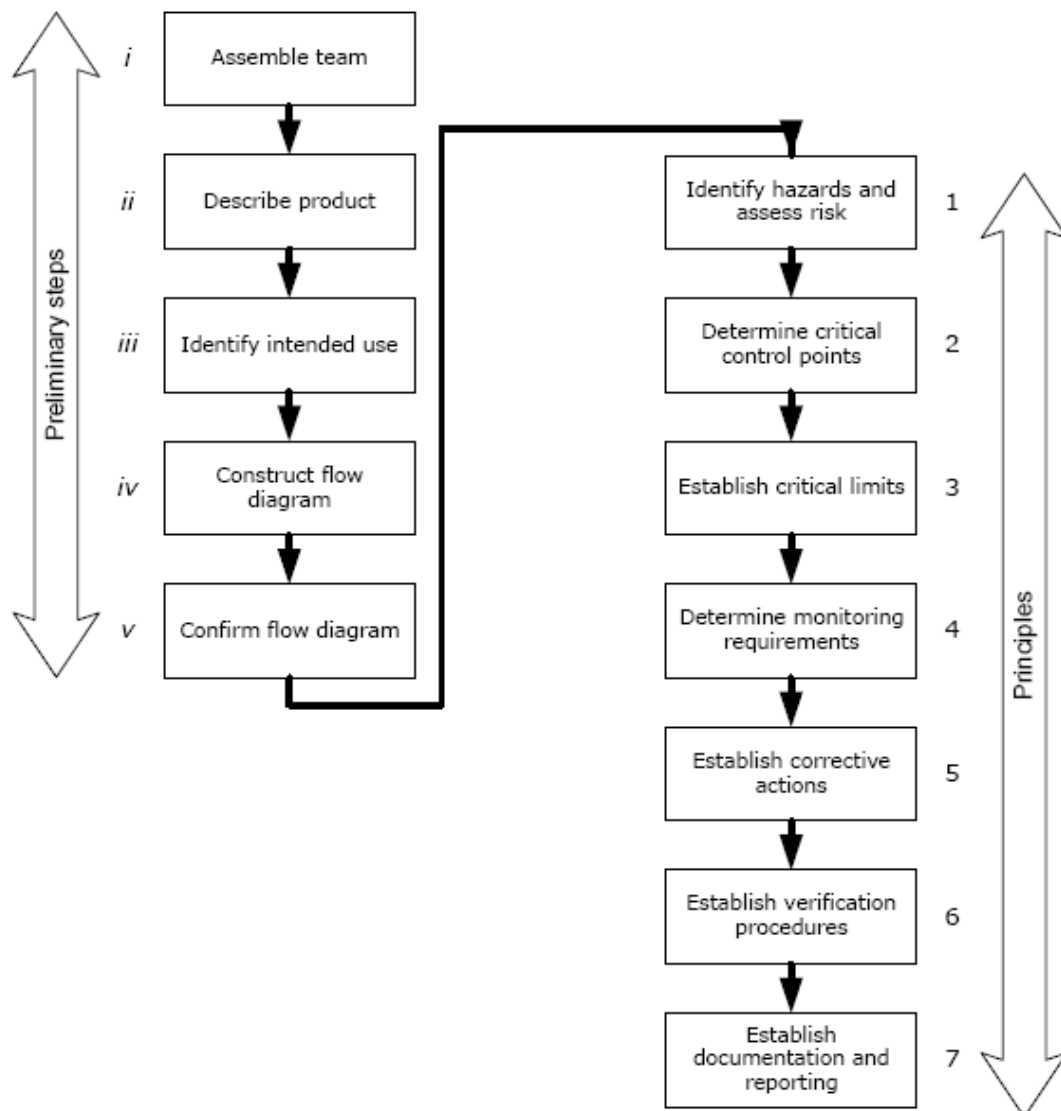 Preliminary steps
i
Assemble team
ii
Describe product
iii
Identify intended use
iv
Construct flow
diagram
v
Confirm flow diagram
Identify hazards and
assess risk
1
Determine critical
control points
2
Establish critical limits
3
Determine monitoring
requirements
4
Establish corrective
actions
5
Establish verification
procedures
6
Establish
documentation and
reporting
7
Principles